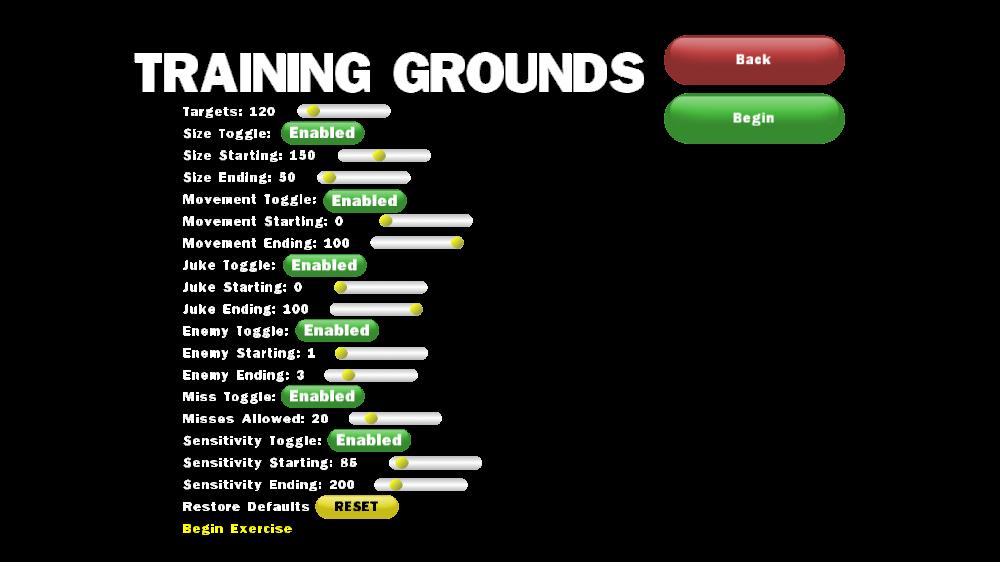 TRAINING GROUNDS
Back
Begin
Targets: 120
Size Toggle: Enabled
Size Starting: 150
Size Ending: 50
Movement Toggle: Enabled
Movement Starting: 0
Movement Ending: 100
Juke Toggle: Enabled
Juke Starting: 0
Juke Ending: 100
Enemy Toggle: Enabled
Enemy Starting: 1
Enemy Ending: 3
Miss Toggle: Enabled
Misses Allowed: 20
Sensitivity Toggle: Enabled
Sensitivity Starting: 85
Sensitivity Ending: 200
Restore Defaults RESET
Begin Exercise